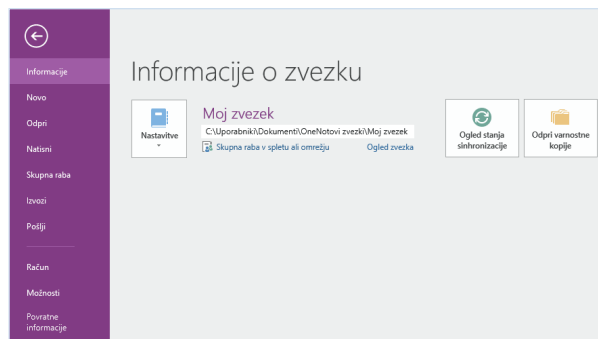 Informacije
Novo
Odpri
Natisni
Skupna raba
Izvozi
Pošlji
Račun
Možnosti
Povratne
informacije
Informacije o zvezku
Nastavitve
Moj zvezek
C:\Uporabniki\Dokumenti\OneNotovi zvezki\Moj zvezek
Skupna raba v spletu ali omrežju
Ogled zvezka
Ogled stanja
sinhronizacije
Odpri varnostne
kopije